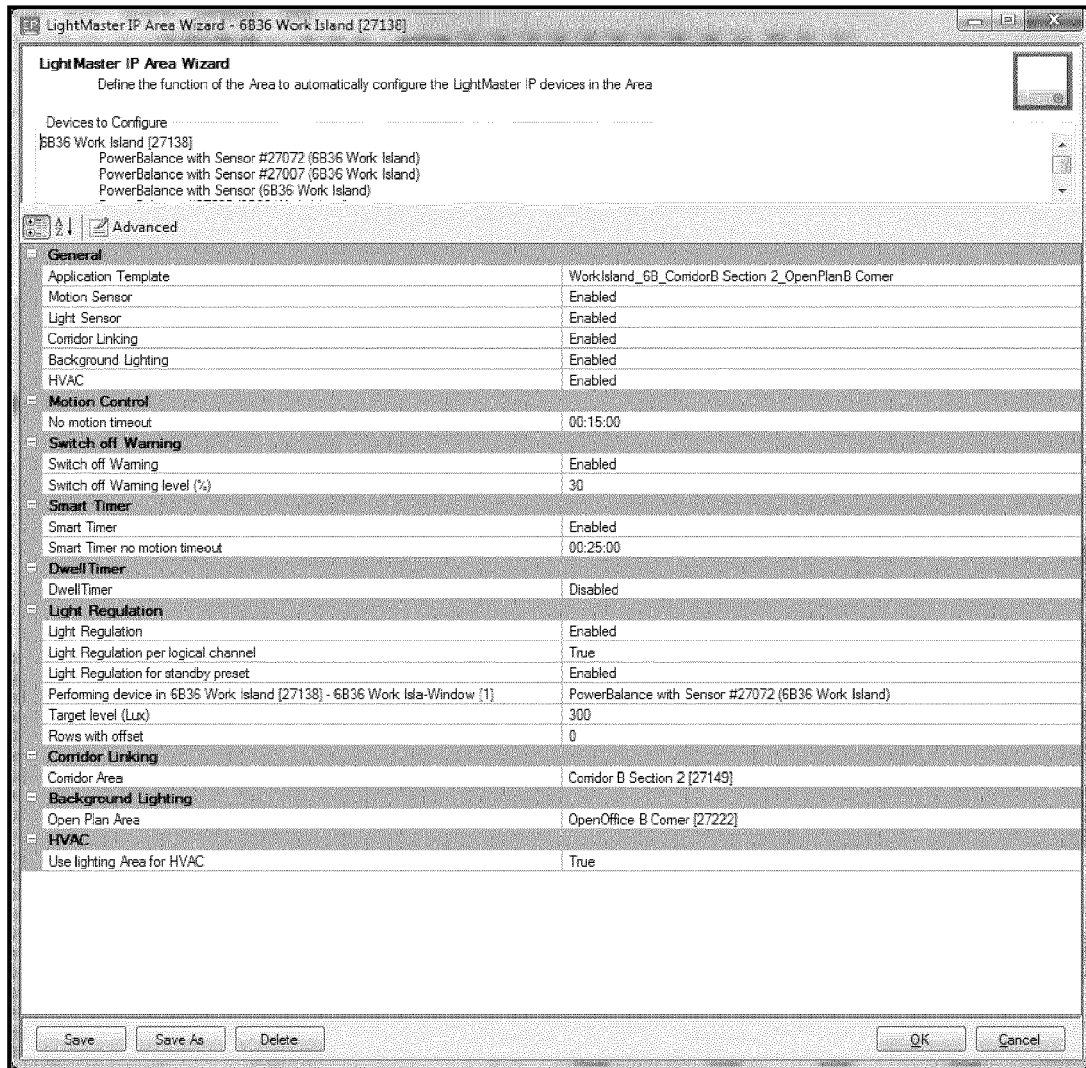 LightMaster IP Area Wizard - 6B36 Work Island [27138]
LightMaster IP Area Wizard
Define the function of the Area to automatically configure the LightMaster IP devices in the Area
Devices to Configure
6B36 Work Island [27138]
PowerBalance with Sensor #27072 (6B36 Work Island)
PowerBalance with Sensor #27007 (6B36 Work Island)
PowerBalance with Sensor (6B36 Work Island)
Advanced
General
Application Template WorkIsland_6B_CorridorB Section 2_OpenPlanB Corner
Motion Sensor Enabled
Light Sensor Enabled
Corridor Linking Enabled
Background Lighting Enabled
HVAC Enabled
Motion Control
No motion timeout 00:15:00
Switch off Warning
Switch off Warning Enabled
Switch off Warning level (%) 30
Smart Timer
Smart Timer Enabled
Smart Timer no motion timeout 00:25:00
DwellTimer
DwellTimer Disabled
Light Regulation
Light Regulation Enabled
Light Regulation per logical channel True
Light Regulation for standby preset Enabled
Performing device in 6B36 Work Island [27138] - 6B36 Work Isla-Window [1] PowerBalance with Sensor #27072 (6B36 Work Island)
Target level (Lux) 300
Rows with offset 0
Corridor Linking
Corridor Area Corridor B Section 2 [27149]
Background Lighting
Open Plan Area OpenOffice B Corner [27222]
HVAC
Use lighting Area for HVAC True
Save Save As Delete OK Cancel